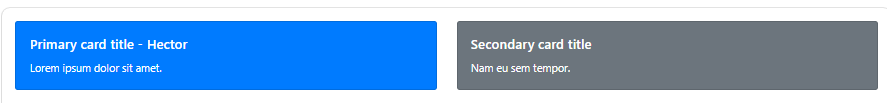 Primary card title - Hector
Lorem ipsum dolor sit amet.
Secondary card title
Nam eu sem tempor.